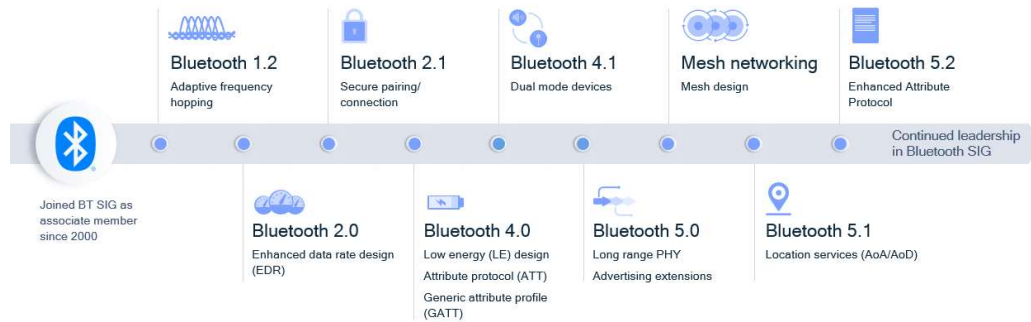 Bluetooth 1.2
Adaptive frequency
hopping
Bluetooth 2.1
Secure pairing/
connection
Bluetooth 4.1
Dual mode devices
Mesh networking
Mesh design
Bluetooth 5.2
Enhanced Attribute
Protocol
Continued leadership
in Bluetooth SIG
Joined BT SIG as
associate member
since 2000
Bluetooth 2.0
Enhanced data rate design
(EDR)
Bluetooth 4.0
Low energy (LE) design
Attribute protocol (ATT)
Generic attribute profile
(GATT)
Bluetooth 5.0
Long range PHY
Advertising extensions
Bluetooth 5.1
Location services (AoA/AoD)